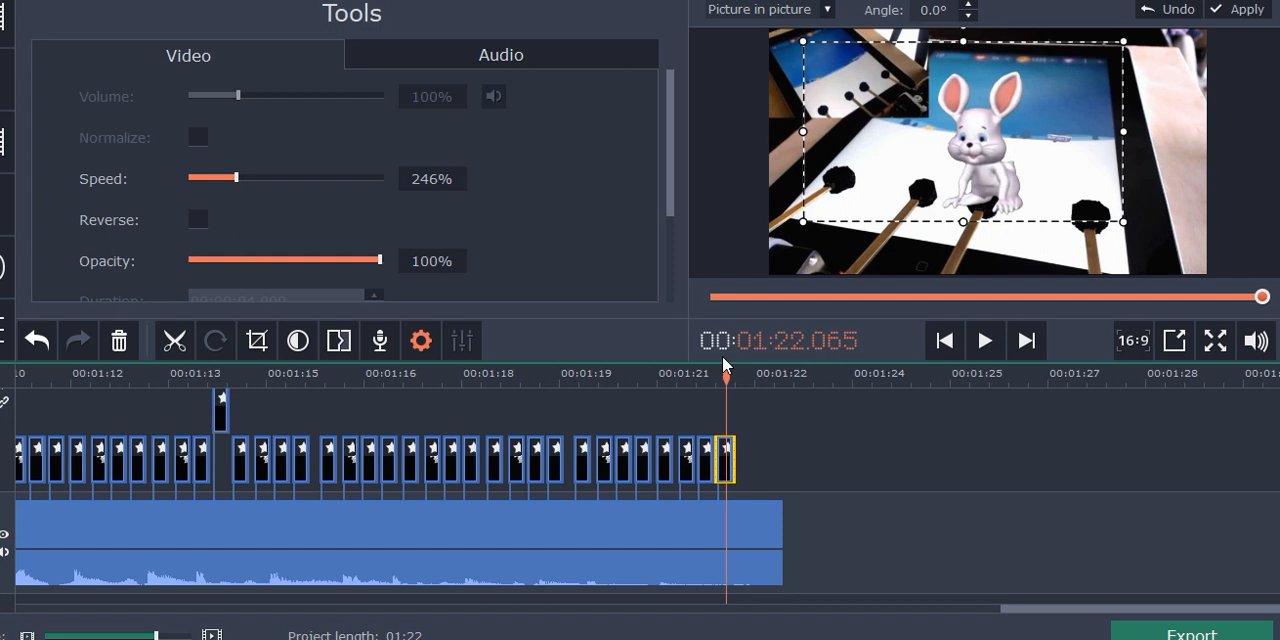 Tools
Picture in picture
Angle: 0.0°
Undo
Apply
Video
Audio
Volume: 100%
Normalize:
Speed: 246%
Reverse:
Opacity: 100%
Duration: 00:00:04.000
00:01:22.065
16:9
00:01:12 00:01:13 00:01:15 00:01:16 00:01:18 00:01:19 00:01:21 00:01:22 00:01:24 00:01:25 00:01:27 00:01:28
Project length: 01:22
Export